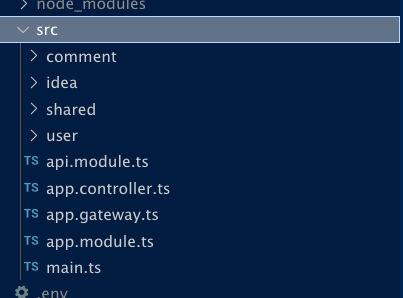 node_modules
src
comment
idea
shared
user
TS api.module.ts
TS app.controller.ts
TS app.gateway.ts
TS app.module.ts
TS main.ts
.env